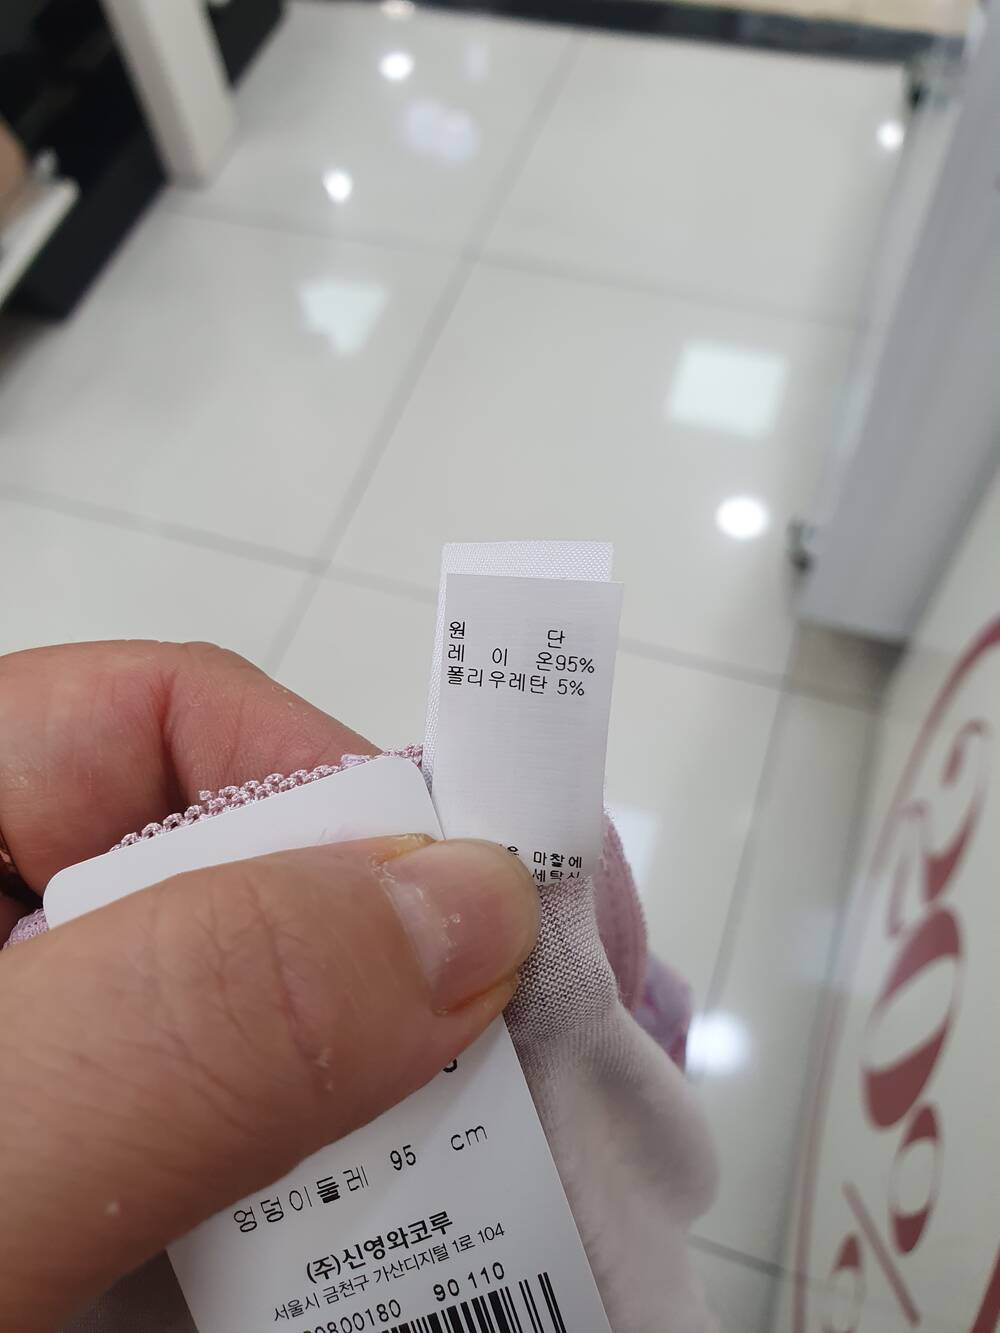 원 단
레 이 온95%
폴리우레탄 5%
마찰에
세탁시
엉덩이둘레 95 cm
(주)신영와코루
서울시 금천구 가산디지털 1로 104
00800180 90 110
%